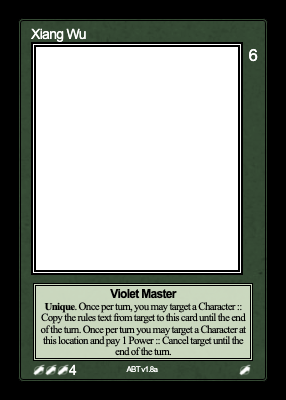 Xiang Wu
6
Violet Master
Unique. Once per turn, you may target a Character ::
Copy the rules text from target to this card until the end
of the turn. Once per turn you may target a Character at
this location and pay 1 Power :: Cancel target until the
end of the turn.
4
ABT v1.8a